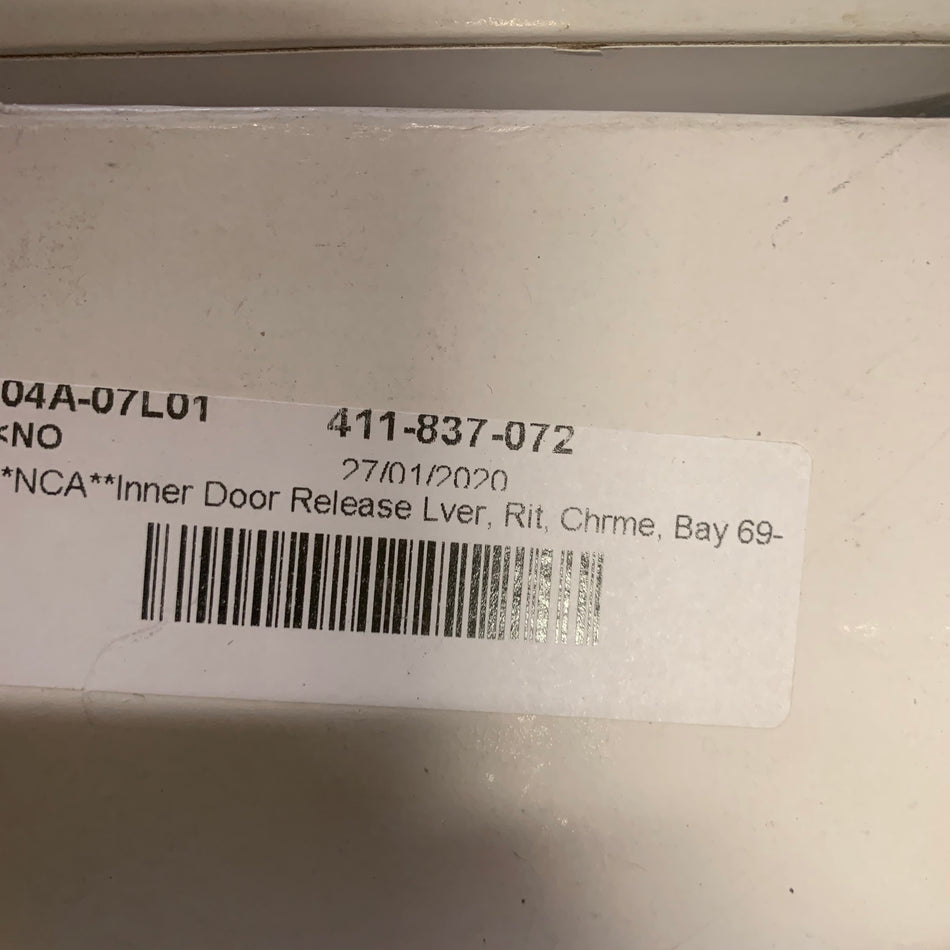 04A-07L01 411-837-072
<NO
27/01/2020
**NCA**Inner Door Release Lver, Rit, Chrme, Bay 69-